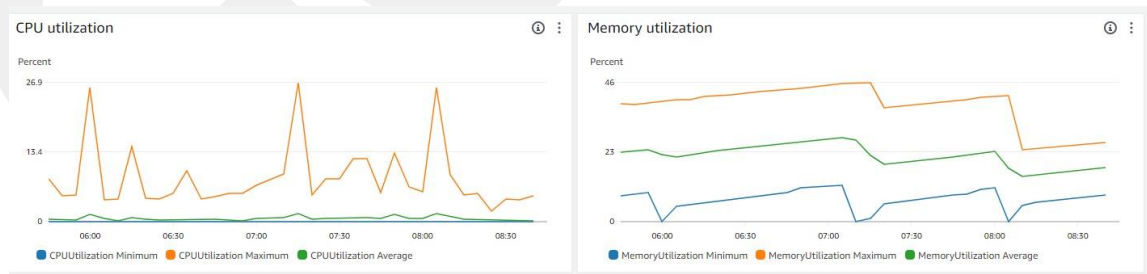 CPU utilization
Percent
26.9
13.4
0
06:00 06:30 07:00 07:30 08:00 08:30
CPUUtilization Minimum CPUUtilization Maximum CPUUtilization Average
Memory utilization
Percent
46
23
0
06:00 06:30 07:00 07:30 08:00 08:30
MemoryUtilization Minimum MemoryUtilization Maximum MemoryUtilization Average